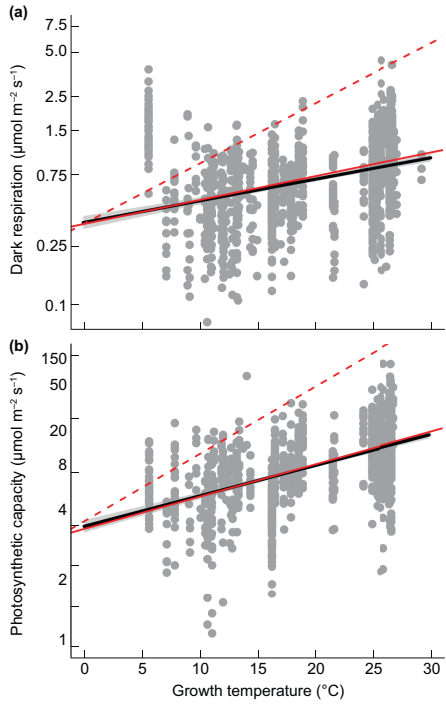 (a)
7.5
5.0
2.5
1.5
0.75
0.25
0.1
Dark respiration (µmol m⁻² s⁻¹)
(b)
150
50
20
8
4
2
1
Photosynthetic capacity (µmol m⁻² s⁻¹)
0 5 10 15 20 25 30
Growth temperature (°C)